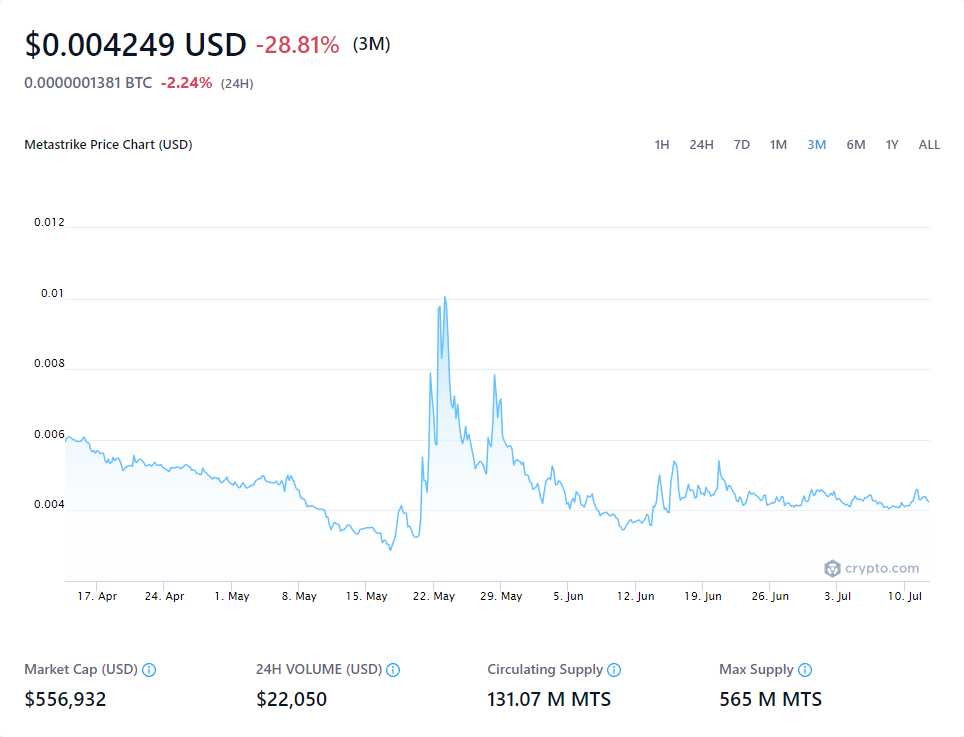 $0.004249 USD -28.81% (3M)
0.0000001381 BTC -2.24% (24H)
Metastrike Price Chart (USD) 1H 24H 7D 1M 3M 6M 1Y ALL
0.012
0.01
0.008
0.006
0.004
crypto.com
17. Apr 24. Apr 1. May 8. May 15. May 22. May 29. May 5. Jun 12. Jun 19. Jun 26. Jun 3. Jul 10. Jul
Market Cap (USD) 24H VOLUME (USD) Circulating Supply Max Supply
$556,932 $22,050 131.07 M MTS 565 M MTS